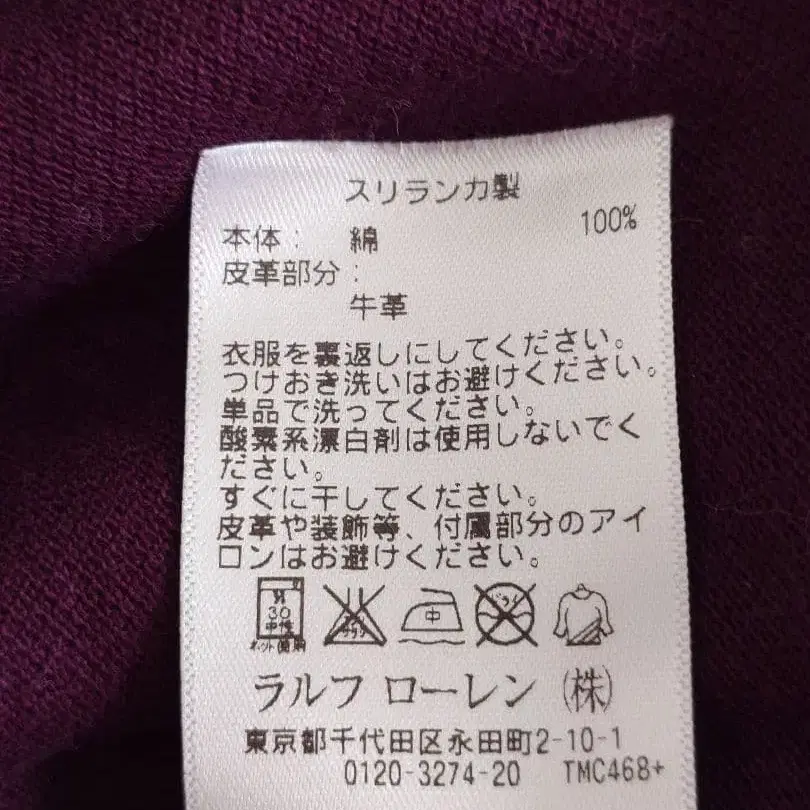 スリランカ製
本体： 綿 100%
皮革部分：
牛革
衣服を裏返しにしてください。
つけおき洗いはお避けください。
単品で洗ってください。
酸素系漂白剤は使用しないでく
ださい。
すぐに干してください。
皮革や装飾等、付属部分のアイ
ロンはお避けください。
30
中性
ネット使用
中
ラルフ ローレン (株)
東京都千代田区永田町2-10-1
0120-3274-20 TMC468+